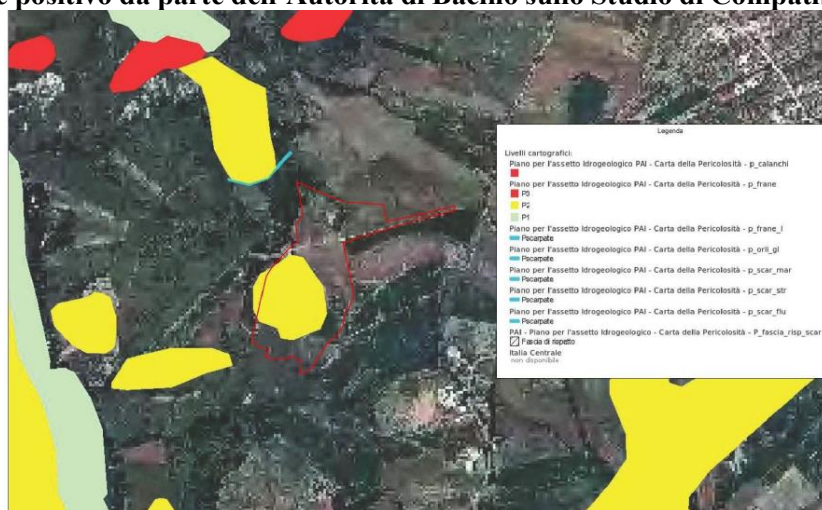 e positivo da parte dell'Autorità di Bacino sullo Studio di Compati
Legenda
Livelli cartografici:
Piano per l'assetto Idrogeologico PAI - Carta della Pericolosità - p_calanchi
Piano per l'assetto Idrogeologico PAI - Carta della Pericolosità - p_frane
P3
P2
P1
Piano per l'assetto Idrogeologico PAI - Carta della Pericolosità - p_frane_l
Pscarpate
Piano per l'assetto Idrogeologico PAI - Carta della Pericolosità - p_orli_gl
Pscarpate
Piano per l'assetto Idrogeologico PAI - Carta della Pericolosità - p_scar_mar
Pscarpate
Piano per l'assetto Idrogeologico PAI - Carta della Pericolosità - p_scar_str
Pscarpate
Piano per l'assetto Idrogeologico PAI - Carta della Pericolosità - p_scar_flu
Pscarpate
PAI - Piano per l'assetto Idrogeologico - Carta della Pericolosità - P_fascia_risp_scar
Fascia di rispetto
Italia Centrale
non disponibile